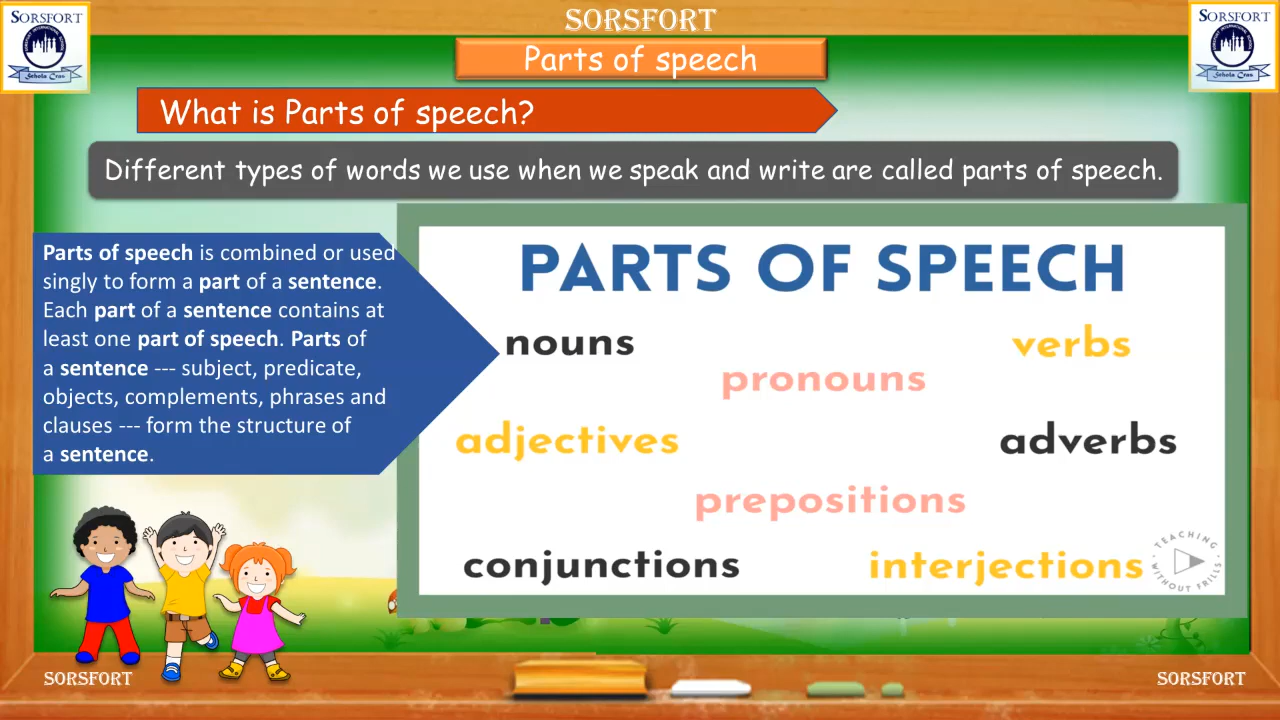 SORSFORT
SORSFORT
SORSFORT
Schola Cras
Schola Cras
Parts of speech
What is Parts of speech?
Different types of words we use when we speak and write are called parts of speech.
Parts of speech is combined or used
singly to form a part of a sentence.
Each part of a sentence contains at
least one part of speech. Parts of
a sentence --- subject, predicate,
objects, complements, phrases and
clauses --- form the structure of
a sentence.
PARTS OF SPEECH
nouns
verbs
pronouns
adjectives
adverbs
prepositions
conjunctions
interjections
TEACHING
WITHOUT FRILLS
SORSFORT
SORSFORT